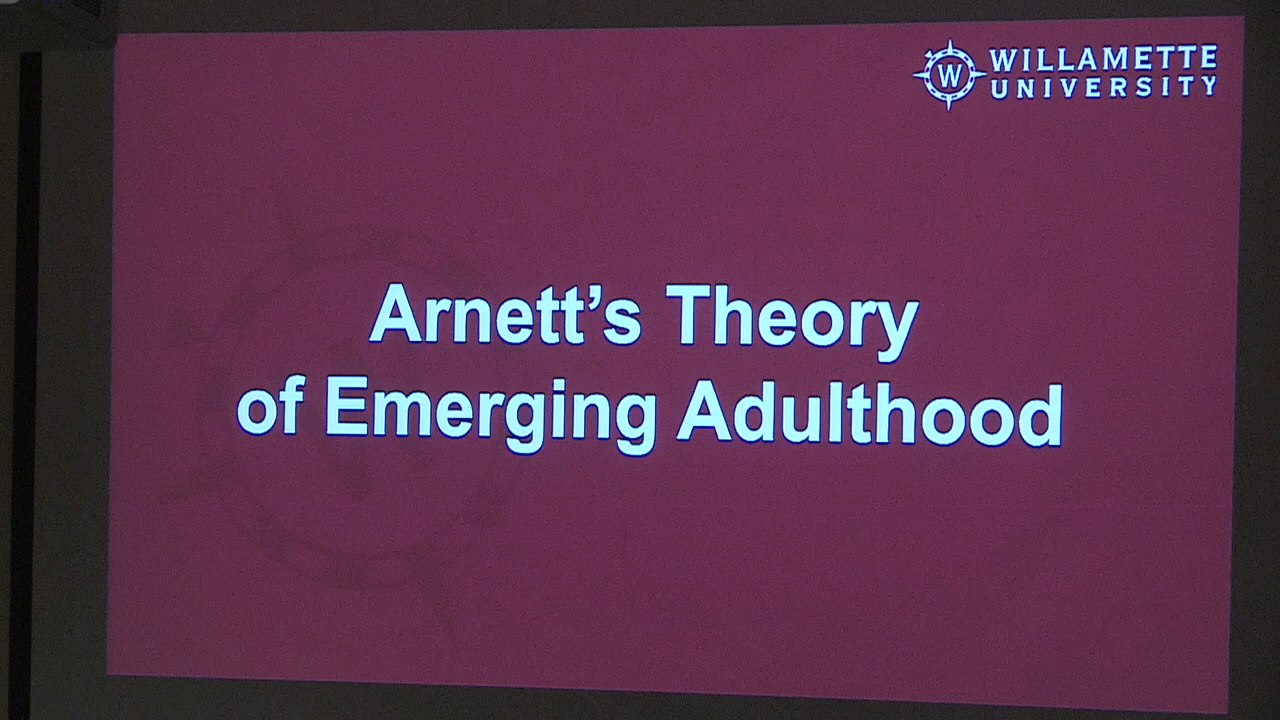 W
WILLAMETTE
UNIVERSITY
Arnett’s Theory
of Emerging Adulthood